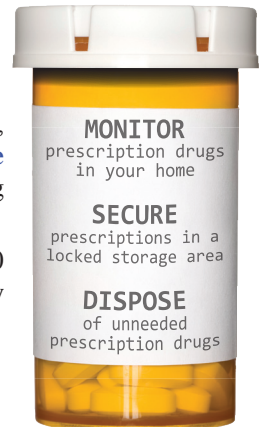 MONITOR
prescription drugs
in your home
SECURE
prescriptions in a
locked storage area
DISPOSE
of unneeded
prescription drugs